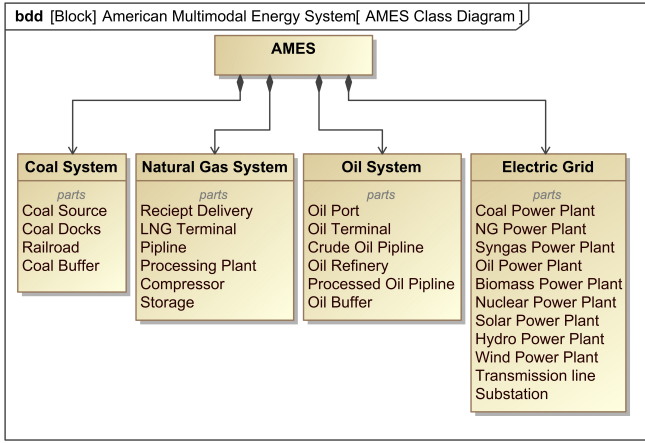 bdd [Block] American Multimodal Energy System[ AMES Class Diagram ]
AMES
Coal System
parts
Coal Source
Coal Docks
Railroad
Coal Buffer
Natural Gas System
parts
Reciept Delivery
LNG Terminal
Pipline
Processing Plant
Compressor
Storage
Oil System
parts
Oil Port
Oil Terminal
Crude Oil Pipline
Oil Refinery
Processed Oil Pipline
Oil Buffer
Electric Grid
parts
Coal Power Plant
NG Power Plant
Syngas Power Plant
Oil Power Plant
Biomass Power Plant
Nuclear Power Plant
Solar Power Plant
Hydro Power Plant
Wind Power Plant
Transmission line
Substation